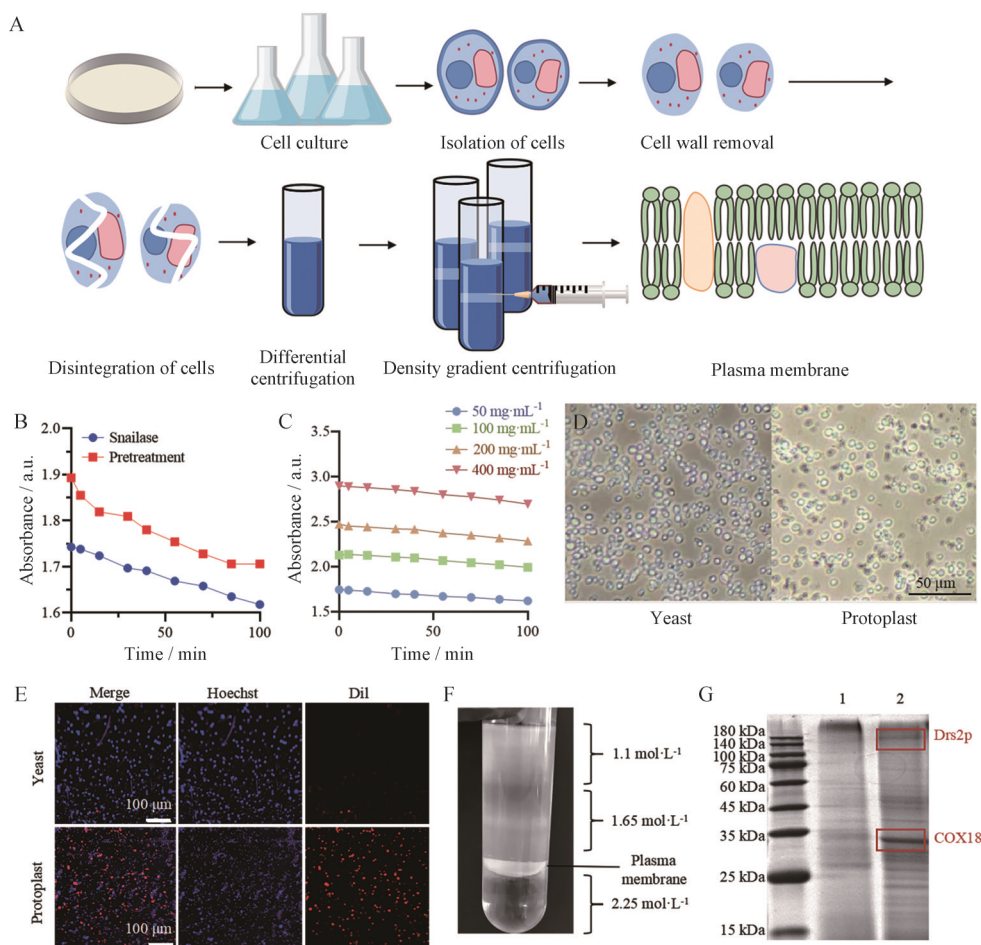 A
Cell culture
Isolation of cells
Cell wall removal
Disintegration of cells
Differential
centrifugation
Density gradient centrifugation
Plasma membrane
B
2.0
1.9
1.8
1.7
1.6
Absorbance / a.u.
Snailase
Pretreatment
0
50
100
Time / min
C
3.5
3.0
2.5
2.0
1.5
Absorbance / a.u.
50 mg·mL⁻¹
100 mg·mL⁻¹
200 mg·mL⁻¹
400 mg·mL⁻¹
0
50
100
Time / min
D
50 μm
Yeast
Protoplast
E
Merge
Hoechst
Dil
Yeast
100 μm
Protoplast
100 μm
F
1.1 mol·L⁻¹
1.65 mol·L⁻¹
Plasma
membrane
2.25 mol·L⁻¹
G
1
2
180 kDa
140 kDa
100 kDa
75 kDa
60 kDa
45 kDa
35 kDa
25 kDa
15 kDa
Drs2p
COX18